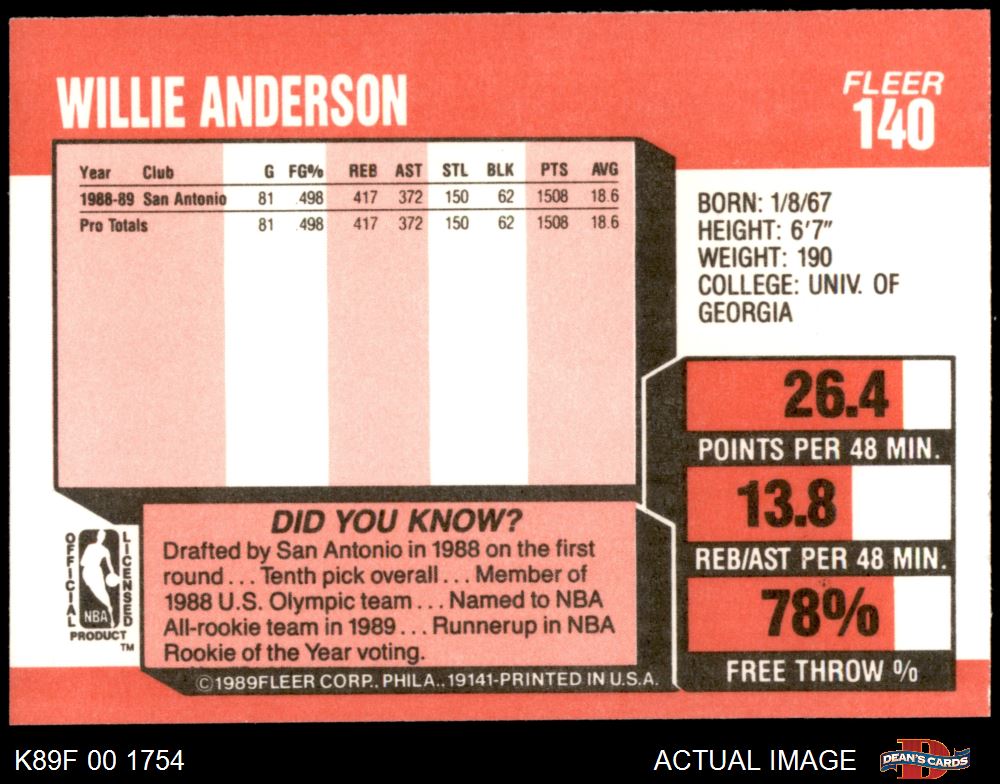 WILLIE ANDERSON
FLEER
140
Year Club G FG% REB AST STL BLK PTS AVG
1988-89 San Antonio 81 .498 417 372 150 62 1508 18.6
Pro Totals 81 .498 417 372 150 62 1508 18.6
BORN: 1/8/67
HEIGHT: 6'7"
WEIGHT: 190
COLLEGE: UNIV. OF
GEORGIA
26.4
POINTS PER 48 MIN.
13.8
REB/AST PER 48 MIN.
78%
FREE THROW %
DID YOU KNOW?
Drafted by San Antonio in 1988 on the first
round... Tenth pick overall... Member of
1988 U.S. Olympic team... Named to NBA
All-rookie team in 1989... Runnerup in NBA
Rookie of the Year voting.
OFFICIAL
LICENSED
NBA
PRODUCT
TM
©1989FLEER CORP., PHILA., 19141-PRINTED IN U.S.A.
K89F 00 1754
ACTUAL IMAGE
DEAN'S CARDS